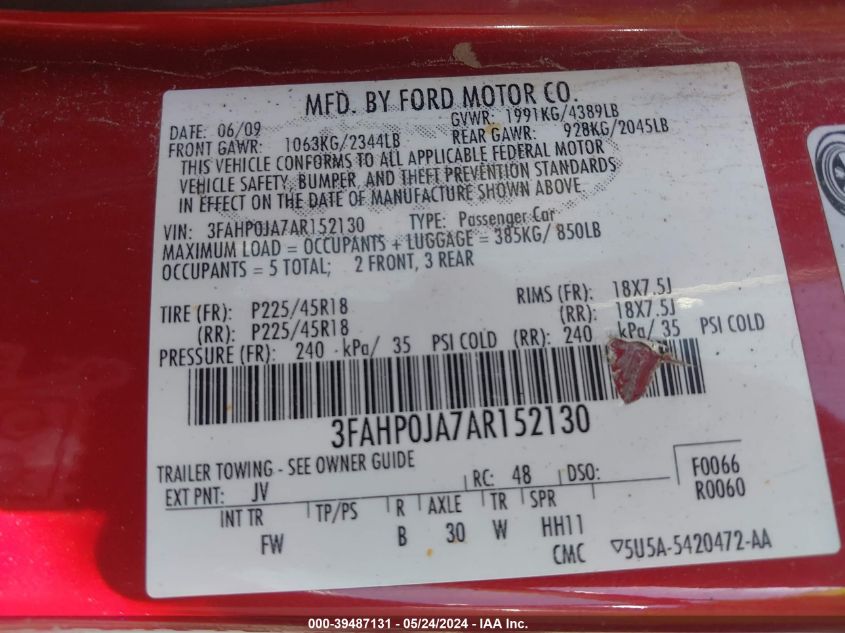 MFD. BY FORD MOTOR CO.
DATE: 06/09 GVWR: 1991KG/4389LB
FRONT GAWR: 1063KG/2344LB REAR GAWR: 928KG/2045LB
THIS VEHICLE CONFORMS TO ALL APPLICABLE FEDERAL MOTOR
VEHICLE SAFETY, BUMPER, AND THEFT PREVENTION STANDARDS
IN EFFECT ON THE DATE OF MANUFACTURE SHOWN ABOVE.
VIN: 3FAHP0JA7AR152130 TYPE: Passenger Car
MAXIMUM LOAD = OCCUPANTS + LUGGAGE = 385KG/ 850LB
OCCUPANTS = 5 TOTAL; 2 FRONT, 3 REAR
TIRE (FR): P225/45R18 RIMS (FR): 18X7.5J
(RR): P225/45R18 (RR): 18X7.5J
PRESSURE (FR): 240 kPa/ 35 PSI COLD (RR): 240 kPa/ 35 PSI COLD
3FAHP0JA7AR152130
TRAILER TOWING - SEE OWNER GUIDE
EXT PNT: JV RC: 48 DSO: F0066
INT TR TP/PS R AXLE TR SPR R0060
FW B 30 W HH11
CMC ▽5U5A-5420472-AA
000-39487131 - 05/24/2024 - IAA Inc.